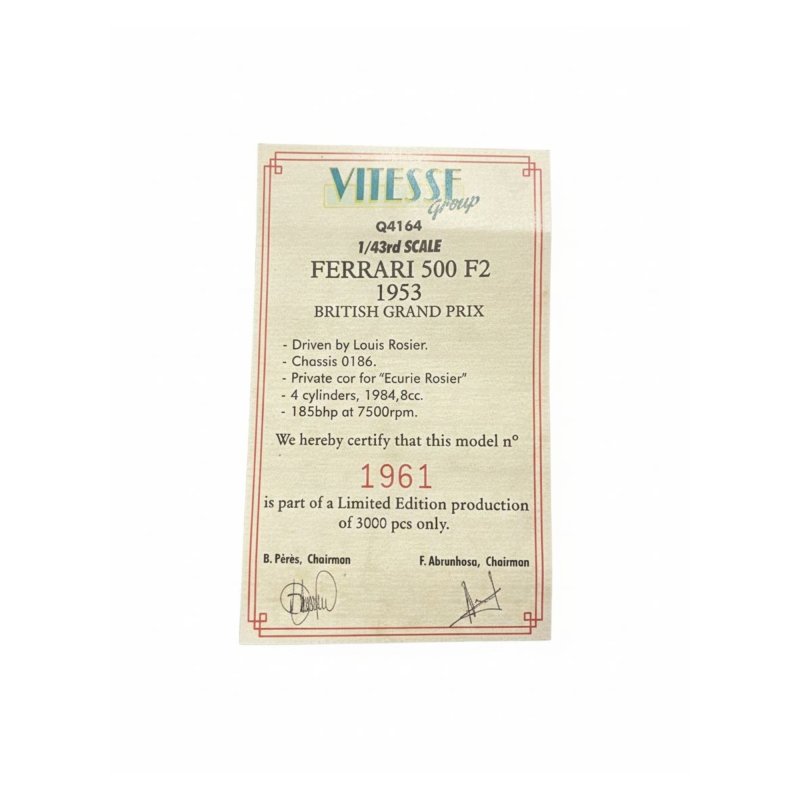 VITESSE
Group
Q4164
1/43rd SCALE
FERRARI 500 F2
1953
BRITISH GRAND PRIX
- Driven by Louis Rosier.
- Chassis 0186.
- Private cor for "Ecurie Rosier"
- 4 cylinders, 1984,8cc.
- 185bhp at 7500rpm.
We hereby certify that this model nº
1961
is part of a Limited Edition production
of 3000 pcs only.
B. Pérès, Chairman
F. Abrunhosa, Chairman